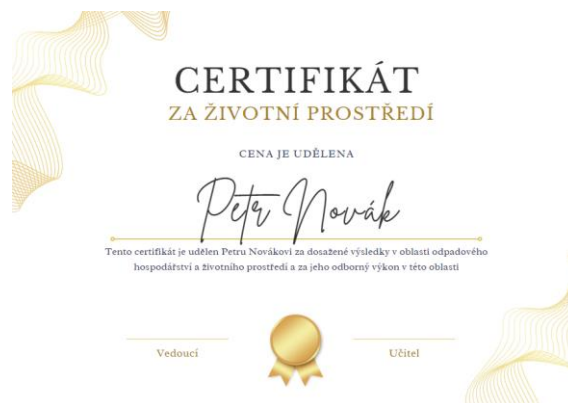 CERTIFIKÁT
ZA ŽIVOTNÍ PROSTŘEDÍ
CENA JE UDĚLENA
Petr Novák
Tento certifikát je udělen Petru Novákovi za dosažené výsledky v oblasti odpadového
hospodářství a životního prostředí a za jeho odborný výkon v této oblasti
Vedoucí
Učitel